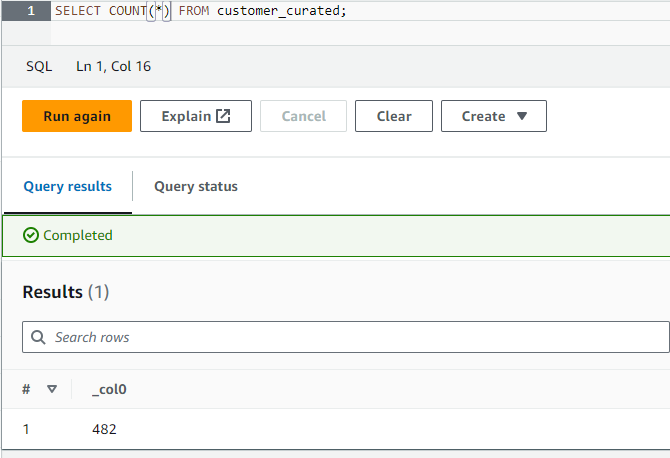 1 SELECT COUNT(*) FROM customer_curated;
SQL Ln 1, Col 16
Run again Explain Cancel Clear Create
Query results Query status
Completed
Results (1)
Search rows
# _col0
1 482